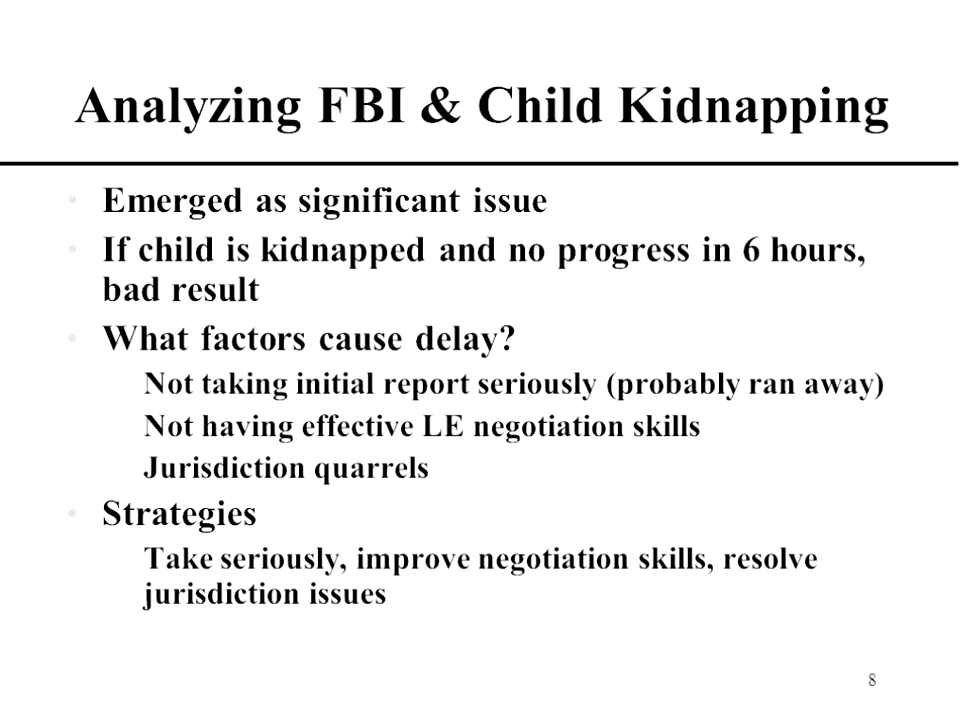 Analyzing FBI & Child Kidnapping
• Emerged as significant issue
• If child is kidnapped and no progress in 6 hours,
bad result
• What factors cause delay?
Not taking initial report seriously (probably ran away)
Not having effective LE negotiation skills
Jurisdiction quarrels
• Strategies
Take seriously, improve negotiation skills, resolve
jurisdiction issues
8